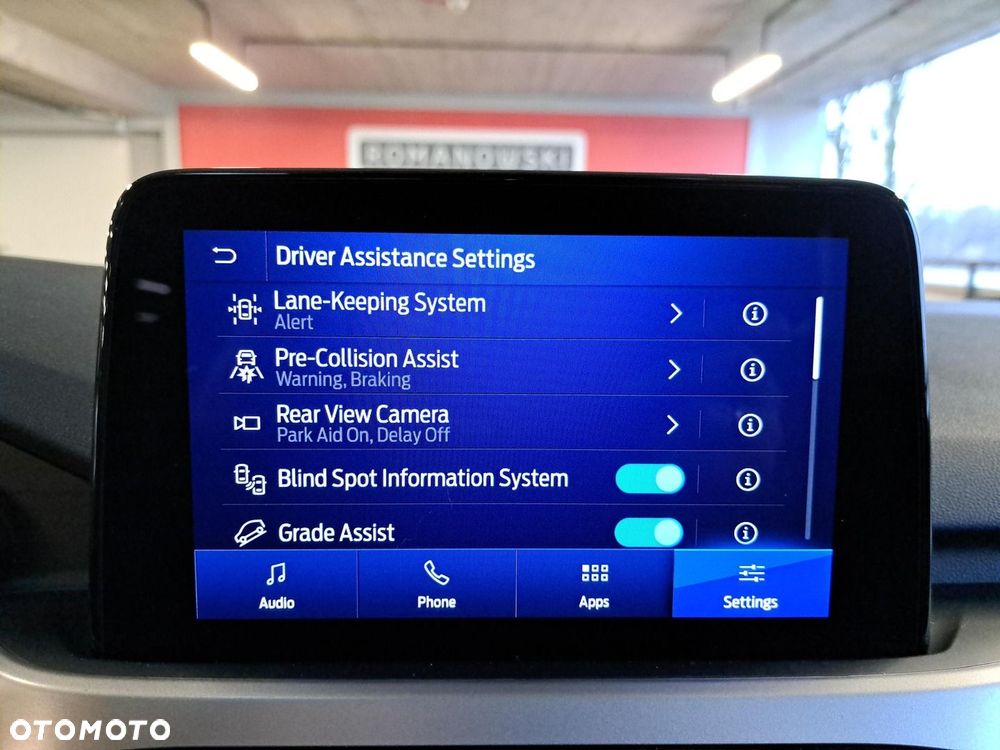 ROMANOWSKI
Driver Assistance Settings
Lane-Keeping System
Alert
Pre-Collision Assist
Warning, Braking
Rear View Camera
Park Aid On, Delay Off
Blind Spot Information System
Grade Assist
Audio
Phone
Apps
Settings
OTOMOTO